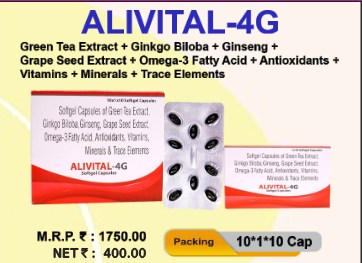 ALIVITAL-4G
Green Tea Extract + Ginkgo Biloba + Ginseng +
Grape Seed Extract + Omega-3 Fatty Acid + Antioxidants +
Vitamins + Minerals + Trace Elements
10x1x10 Softgel Capsules
Softgel Capsules of Green Tea Extract,
Ginkgo Biloba,Ginseng, Grape Seed Extract,
Omega-3 Fatty Acid, Antioxidants, Vitamins,
Minerals & Trace Elements
ALIVITAL-4G
Softgel Capsules
Softgel Capsules of Green Tea Extract,
Ginkgo Biloba,Ginseng, Grape Seed Extract,
Omega-3 Fatty Acid, Antioxidants, Vitamins,
Minerals & Trace Elements
ALIVITAL-4G
Softgel Capsules
M.R.P. ₹ : 1750.00
NET ₹ : 400.00
Packing 10*1*10 Cap